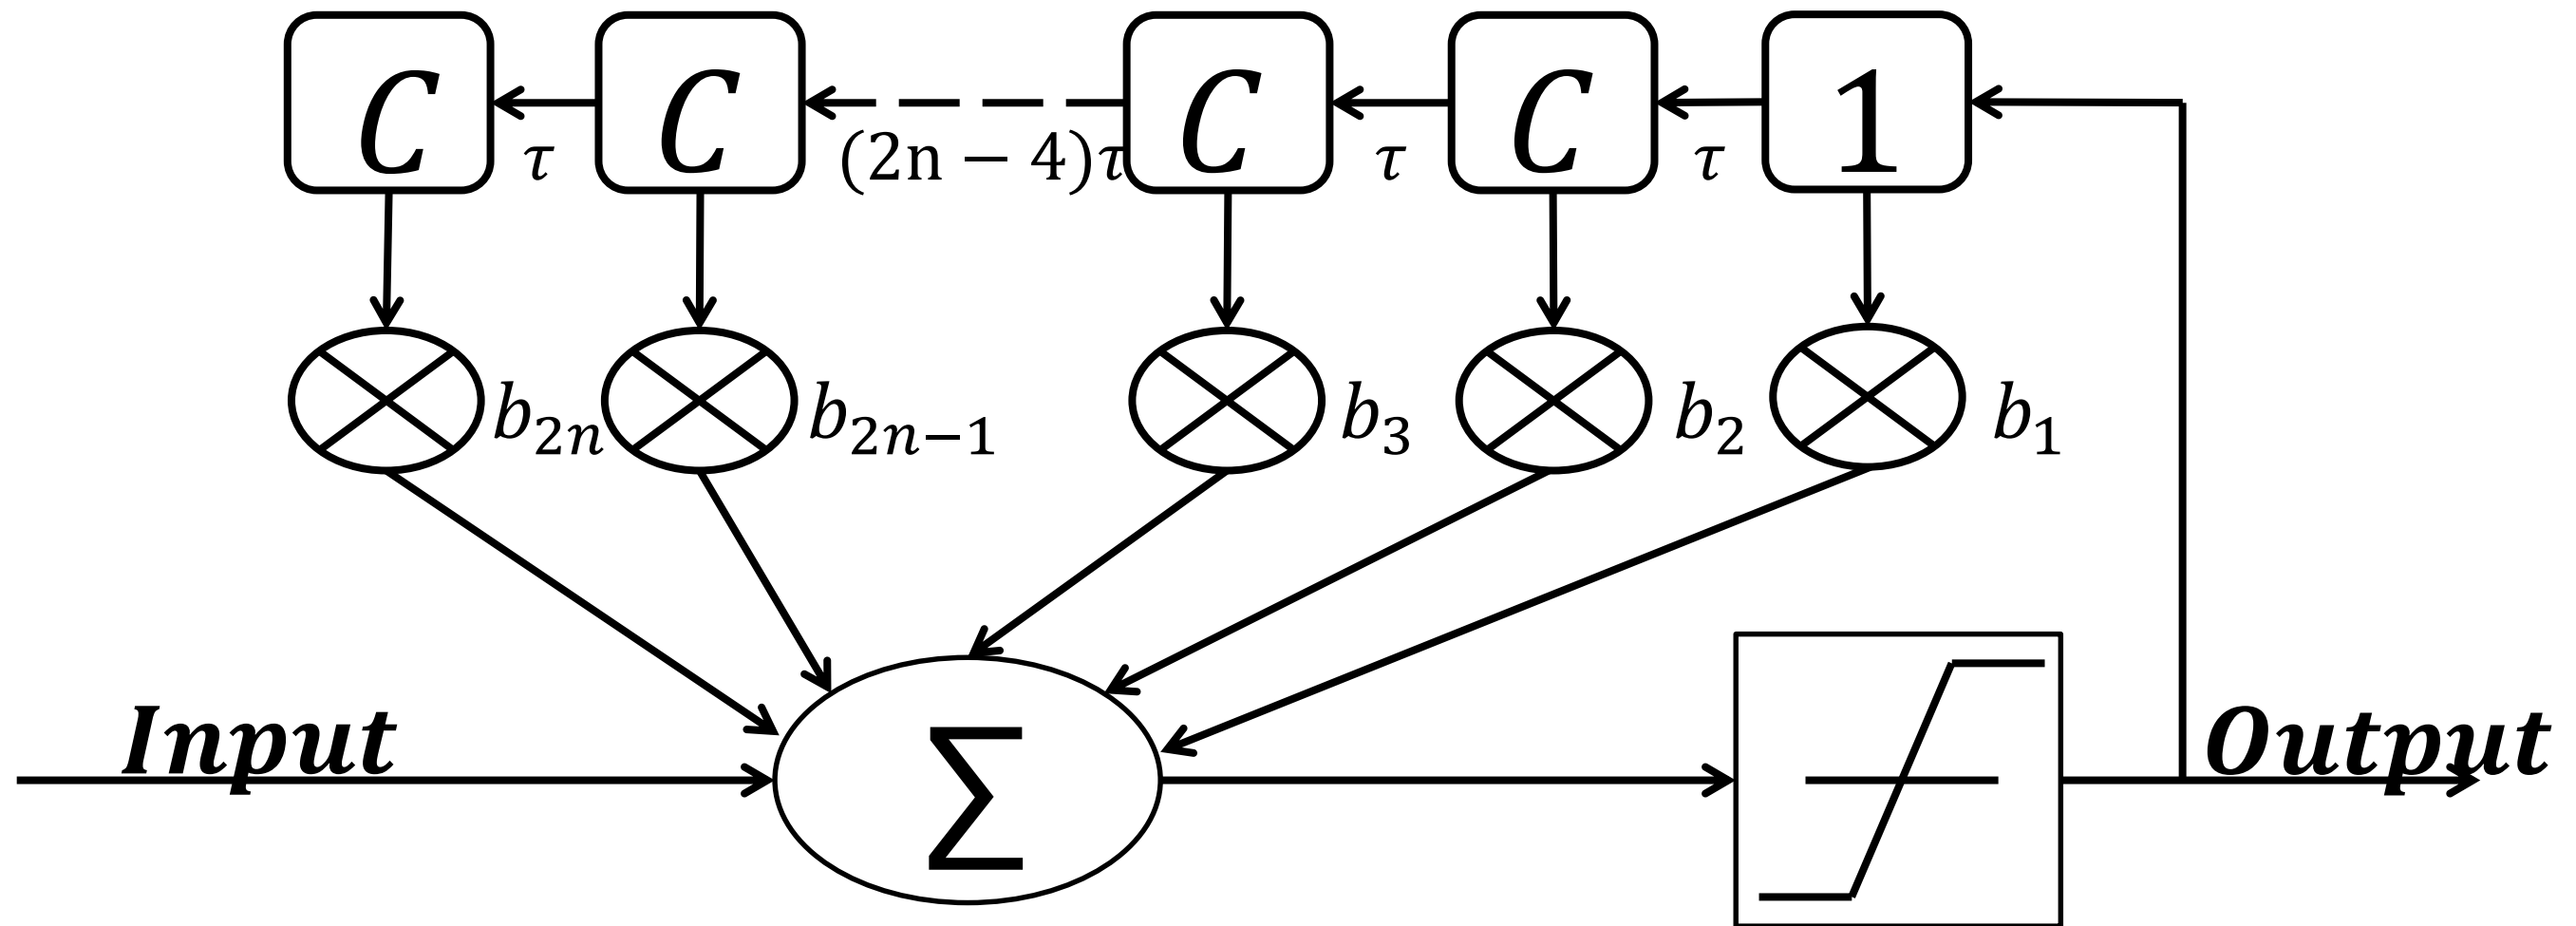 C C C C 1
τ (2n − 4)τ τ τ
b₂ₙ b₂ₙ₋₁ b₃ b₂ b₁
Input ∑ Output